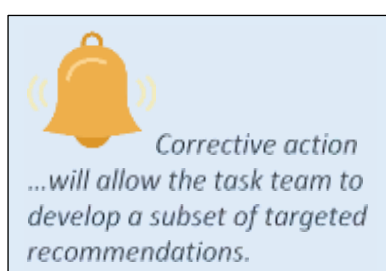 Corrective action
...will allow the task team to
develop a subset of targeted
recommendations.